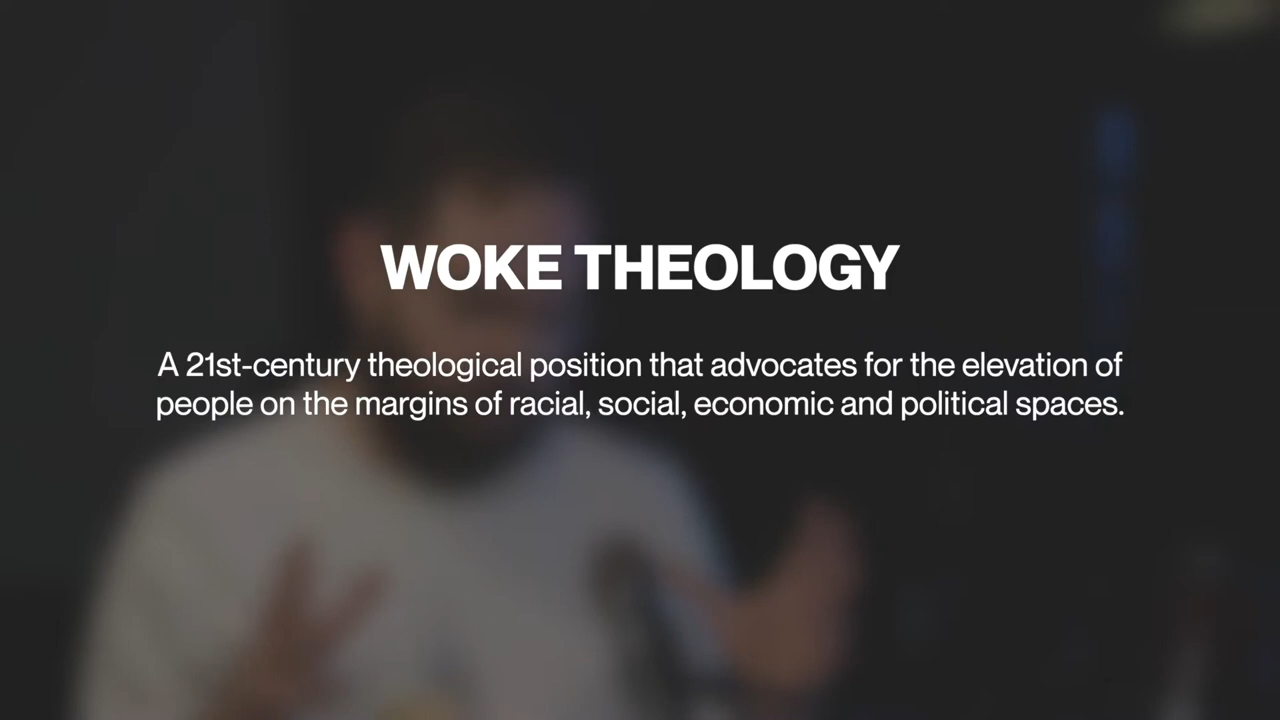 WOKE THEOLOGY
A 21st-century theological position that advocates for the elevation of
people on the margins of racial, social, economic and political spaces.